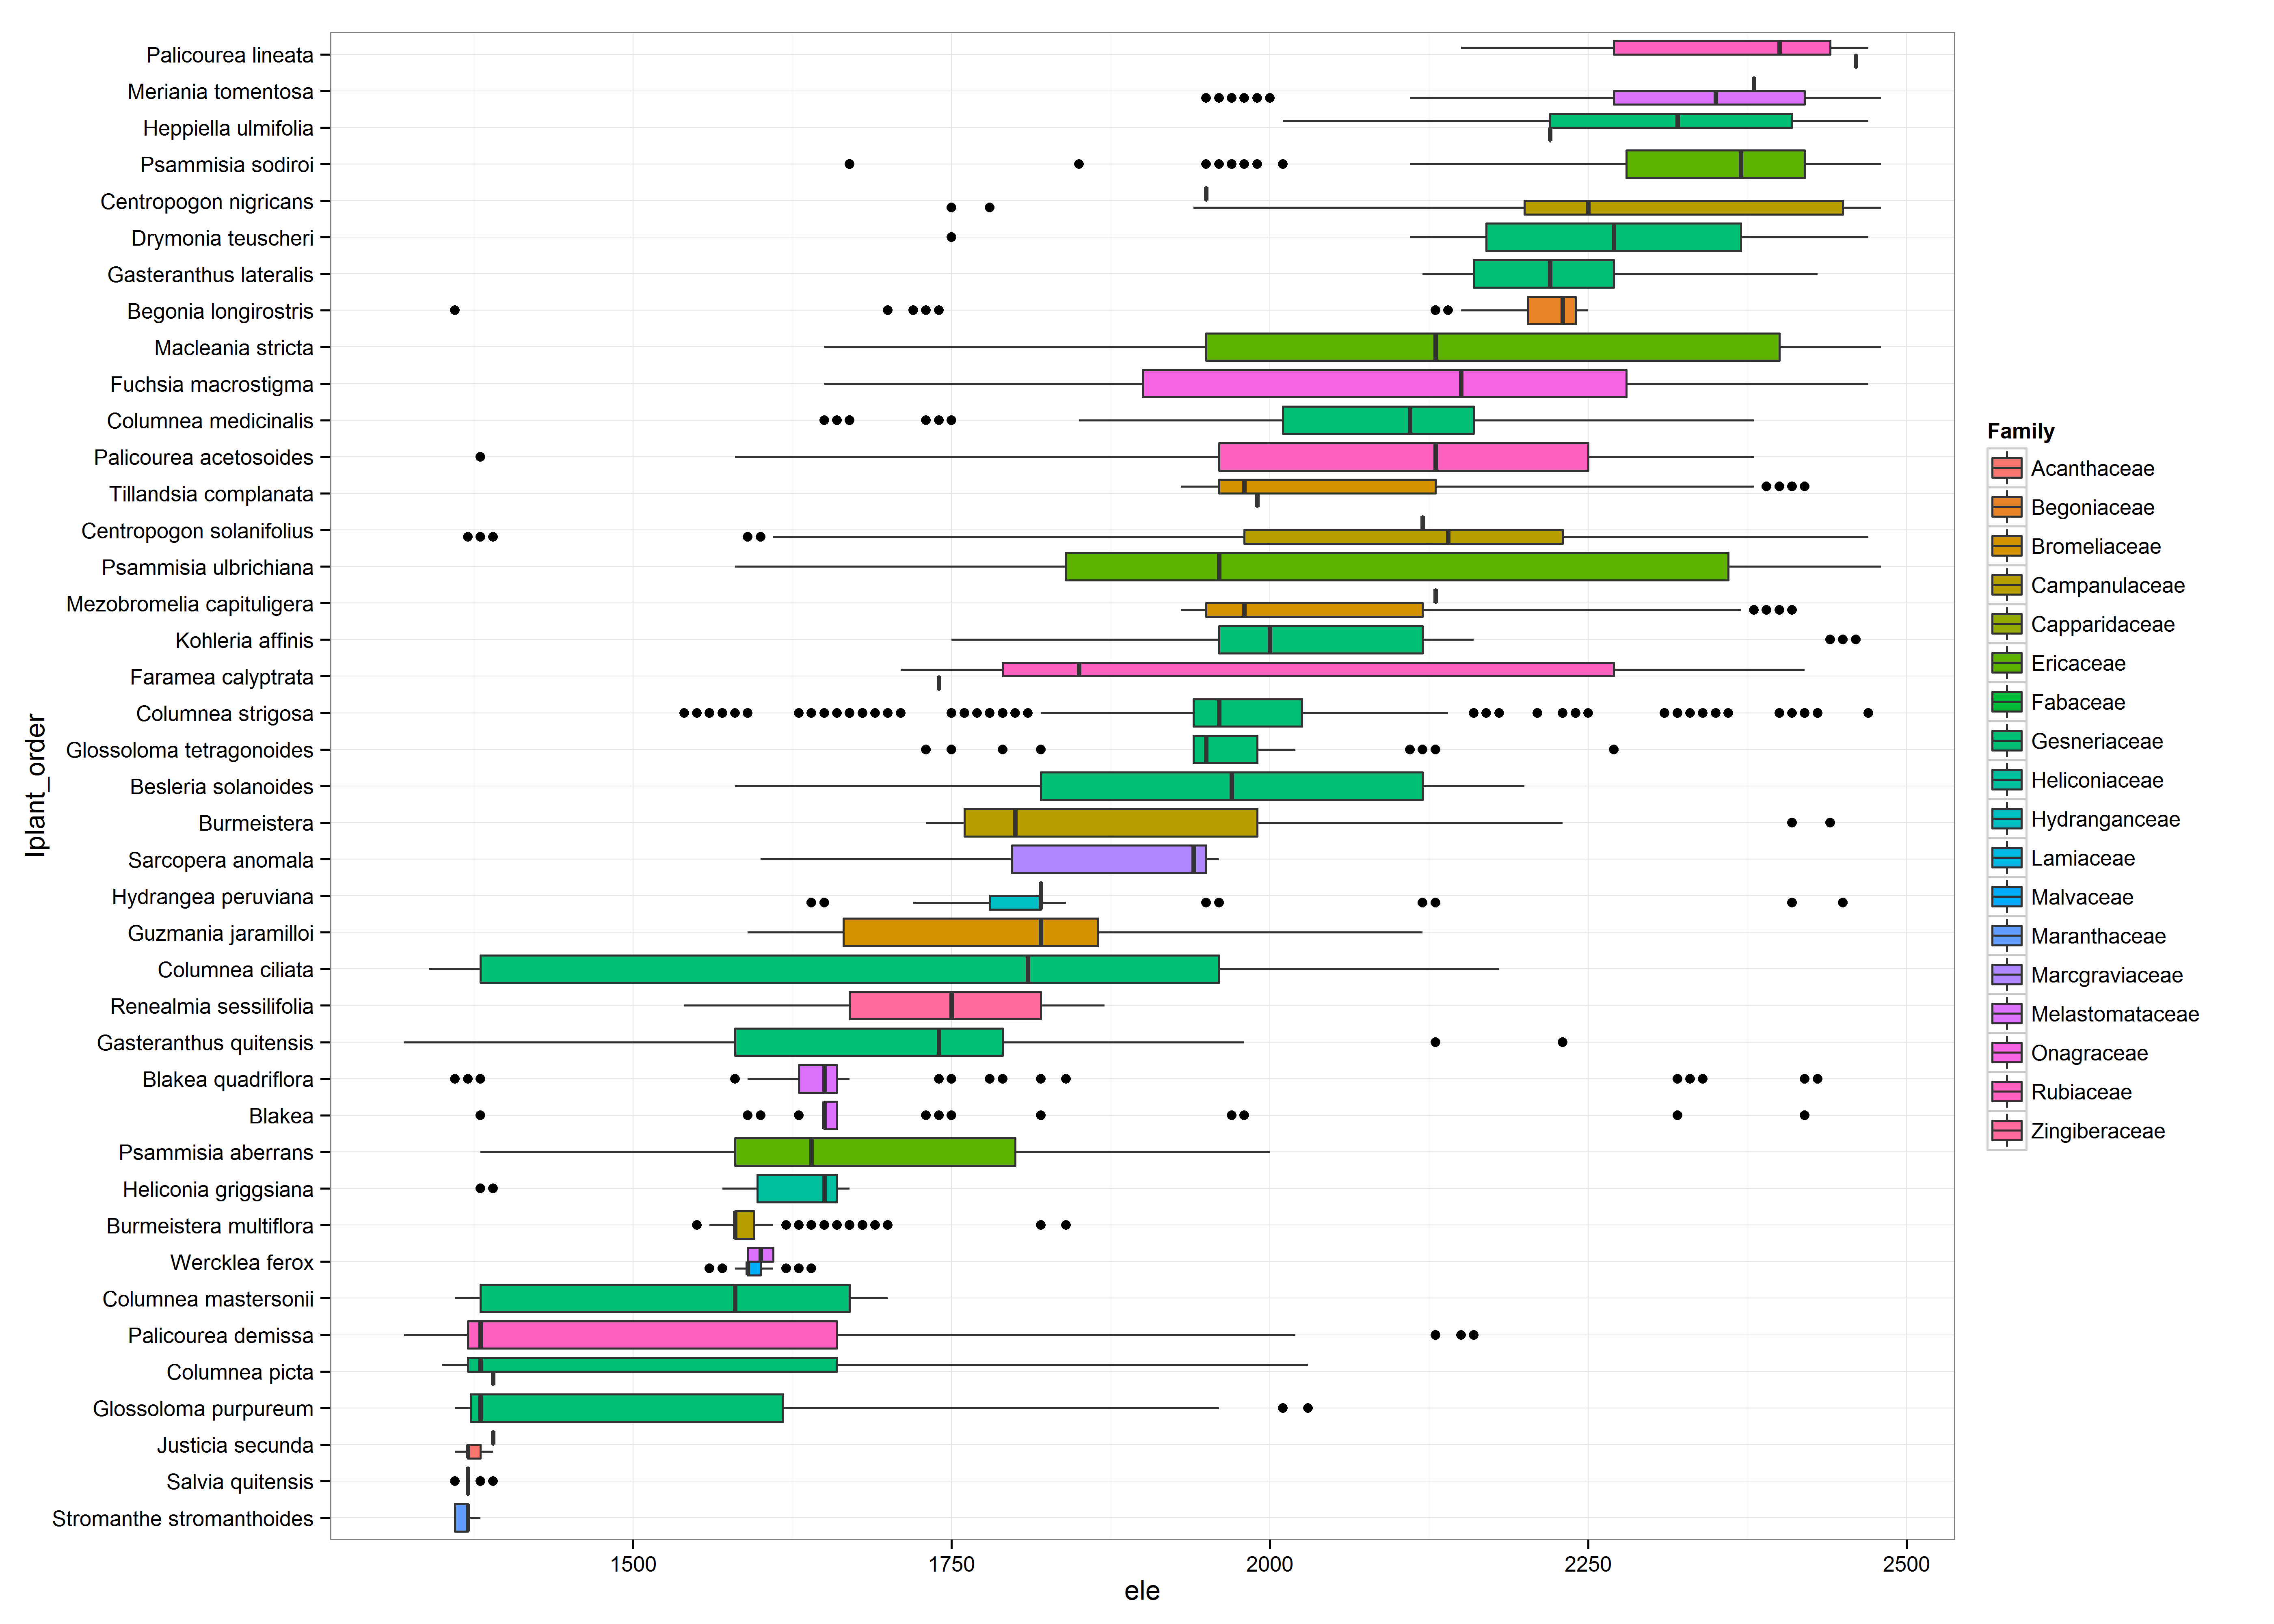 Palicourea lineata
Meriania tomentosa
Heppiella ulmifolia
Psammisia sodiroi
Centropogon nigricans
Drymonia teuscheri
Gasteranthus lateralis
Begonia longirostris
Macleania stricta
Fuchsia macrostigma
Columnea medicinalis
Palicourea acetosoides
Tillandsia complanata
Centropogon solanifolius
Psammisia ulbrichiana
Mezobromelia capituligera
Kohleria affinis
Faramea calyptrata
Columnea strigosa
Glossoloma tetragonoides
Besleria solanoides
Burmeistera
Sarcopera anomala
Hydrangea peruviana
Guzmania jaramilloi
Columnea ciliata
Renealmia sessilifolia
Gasteranthus quitensis
Blakea quadriflora
Blakea
Psammisia aberrans
Heliconia griggsiana
Burmeistera multiflora
Wercklea ferox
Columnea mastersonii
Palicourea demissa
Columnea picta
Glossoloma purpureum
Justicia secunda
Salvia quitensis
Stromanthe stromanthoides
Iplant_order
1500 1750 2000 2250 2500
ele
Family
Acanthaceae
Begoniaceae
Bromeliaceae
Campanulaceae
Capparidaceae
Ericaceae
Fabaceae
Gesneriaceae
Heliconiaceae
Hydranganceae
Lamiaceae
Malvaceae
Maranthaceae
Marcgraviaceae
Melastomataceae
Onagraceae
Rubiaceae
Zingiberaceae